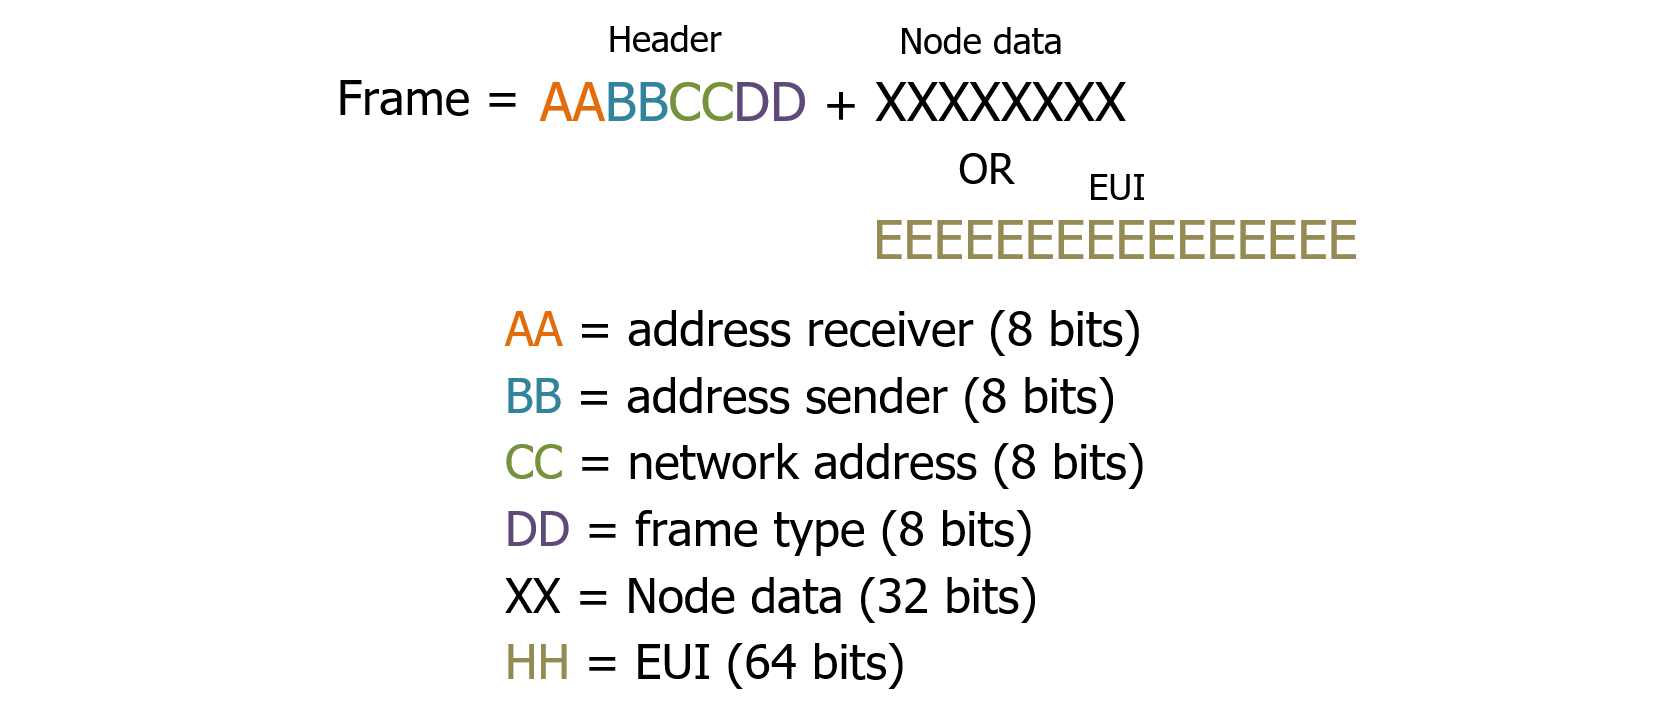 Header Node data
Frame = AABBCCDD + XXXXXXXX
OR EUI
EEEEEEEEEEEEEEEE
AA = address receiver (8 bits)
BB = address sender (8 bits)
CC = network address (8 bits)
DD = frame type (8 bits)
XX = Node data (32 bits)
HH = EUI (64 bits)